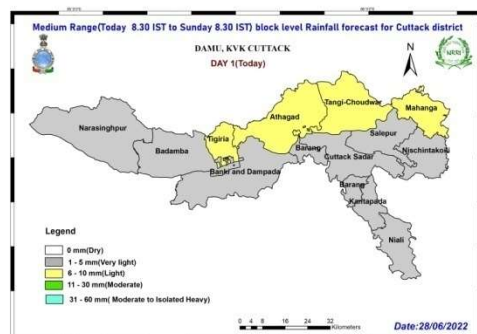 Medium Range(Today 8.30 IST to Sunday 8.30 IST) block level Rainfall forecast for Cuttack district
DAMU, KVK CUTTACK
DAY 1(Today)
N
Narasinghpur
Badamba
Tigiria
Athagad
Tangi-Choudwar
Mahanga
Salepur
Nischintakoili
Barang
Cuttack Sadar
Banki and Dampada
Barang
Kantapada
Niali
Legend
0 mm(Dry)
1 - 5 mm(Very light)
6 - 10 mm(Light)
11 - 30 mm(Moderate)
31 - 60 mm( Moderate to Isolated Heavy)
0 4 8 16 24 32
Kilometers
Date:28/06/2022